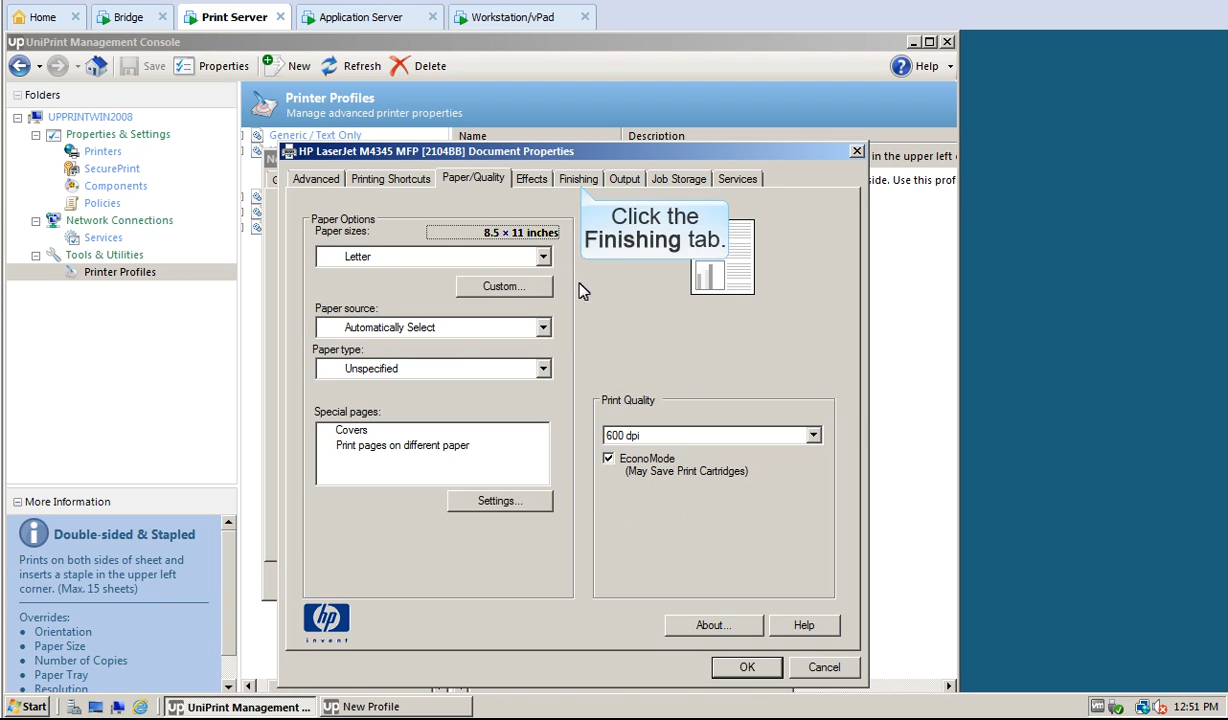 Home
Bridge
Print Server
Application Server
Workstation/vPad
up UniPrint Management Console
Save
Properties
New
Refresh
Delete
Help
Folders
UPPRINTWIN2008
Properties & Settings
Printers
SecurePrint
Components
Policies
Network Connections
Services
Tools & Utilities
Printer Profiles
Printer Profiles
Manage advanced printer properties
Generic / Text Only
Name
Description
in the upper left
side. Use this prof
HP LaserJet M4345 MFP [2104BB] Document Properties
Advanced
Printing Shortcuts
Paper/Quality
Effects
Finishing
Output
Job Storage
Services
Click the
Finishing tab.
Paper Options
Paper sizes:
8.5 × 11 inches
Letter
Custom...
Paper source:
Automatically Select
Paper type:
Unspecified
Special pages:
Covers
Print pages on different paper
Settings...
Print Quality
600 dpi
EconoMode
(May Save Print Cartridges)
hp
invent
About...
Help
OK
Cancel
More Information
Double-sided & Stapled
Prints on both sides of sheet and
inserts a staple in the upper left
corner. (Max. 15 sheets)
Overrides:
Orientation
Paper Size
Number of Copies
Paper Tray
Resolution
Start
up UniPrint Management ...
up New Profile
12:51 PM